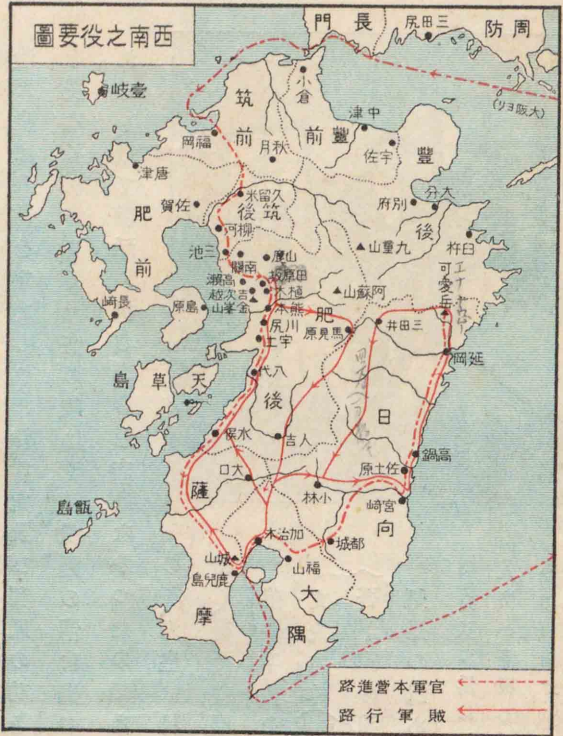 西南之役要圖
長門
周防
三田尻
(大阪ヨリ)
壹岐
小倉
筑前
豐前
中津
宇佐
福岡
秋月
唐津
豐後
大分
別府
佐賀
肥前
久留米
筑後
柳河
三池
臼杵
九重山
山鹿
南關
田原坂
高瀬
植木
吉次越
金峯山
熊本
川尻
宇土
阿蘇山
可愛岳
長崎
島原
肥後
馬見原
三田井
延岡
天草島
八代
日向
水俣
人吉
高鍋
佐土原
大口
小林
宮崎
甑島
薩摩
加治木
都城
城山
福山
鹿兒島
大隅
官軍本營進路
賊軍行路